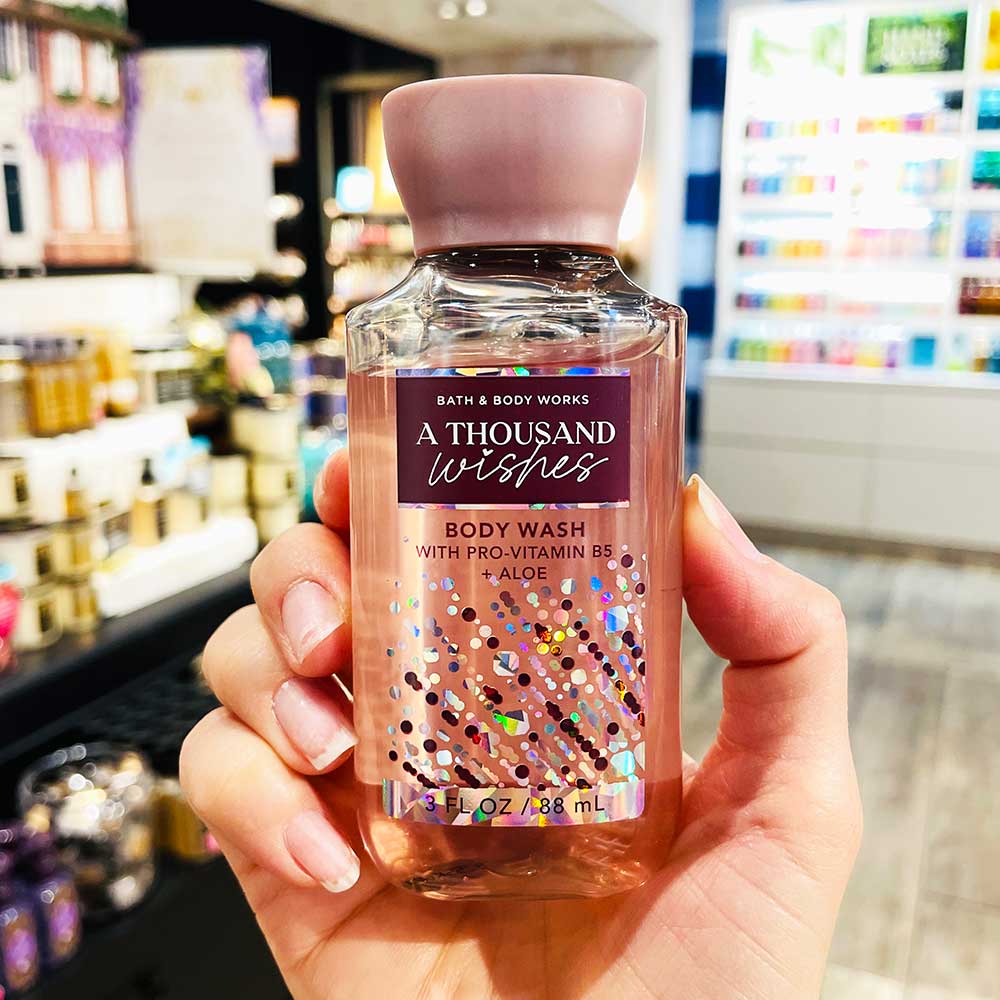 BATH & BODY WORKS
A THOUSAND
wishes
BODY WASH
WITH PRO-VITAMIN B5
+ ALOE
3 FL OZ / 88 mL